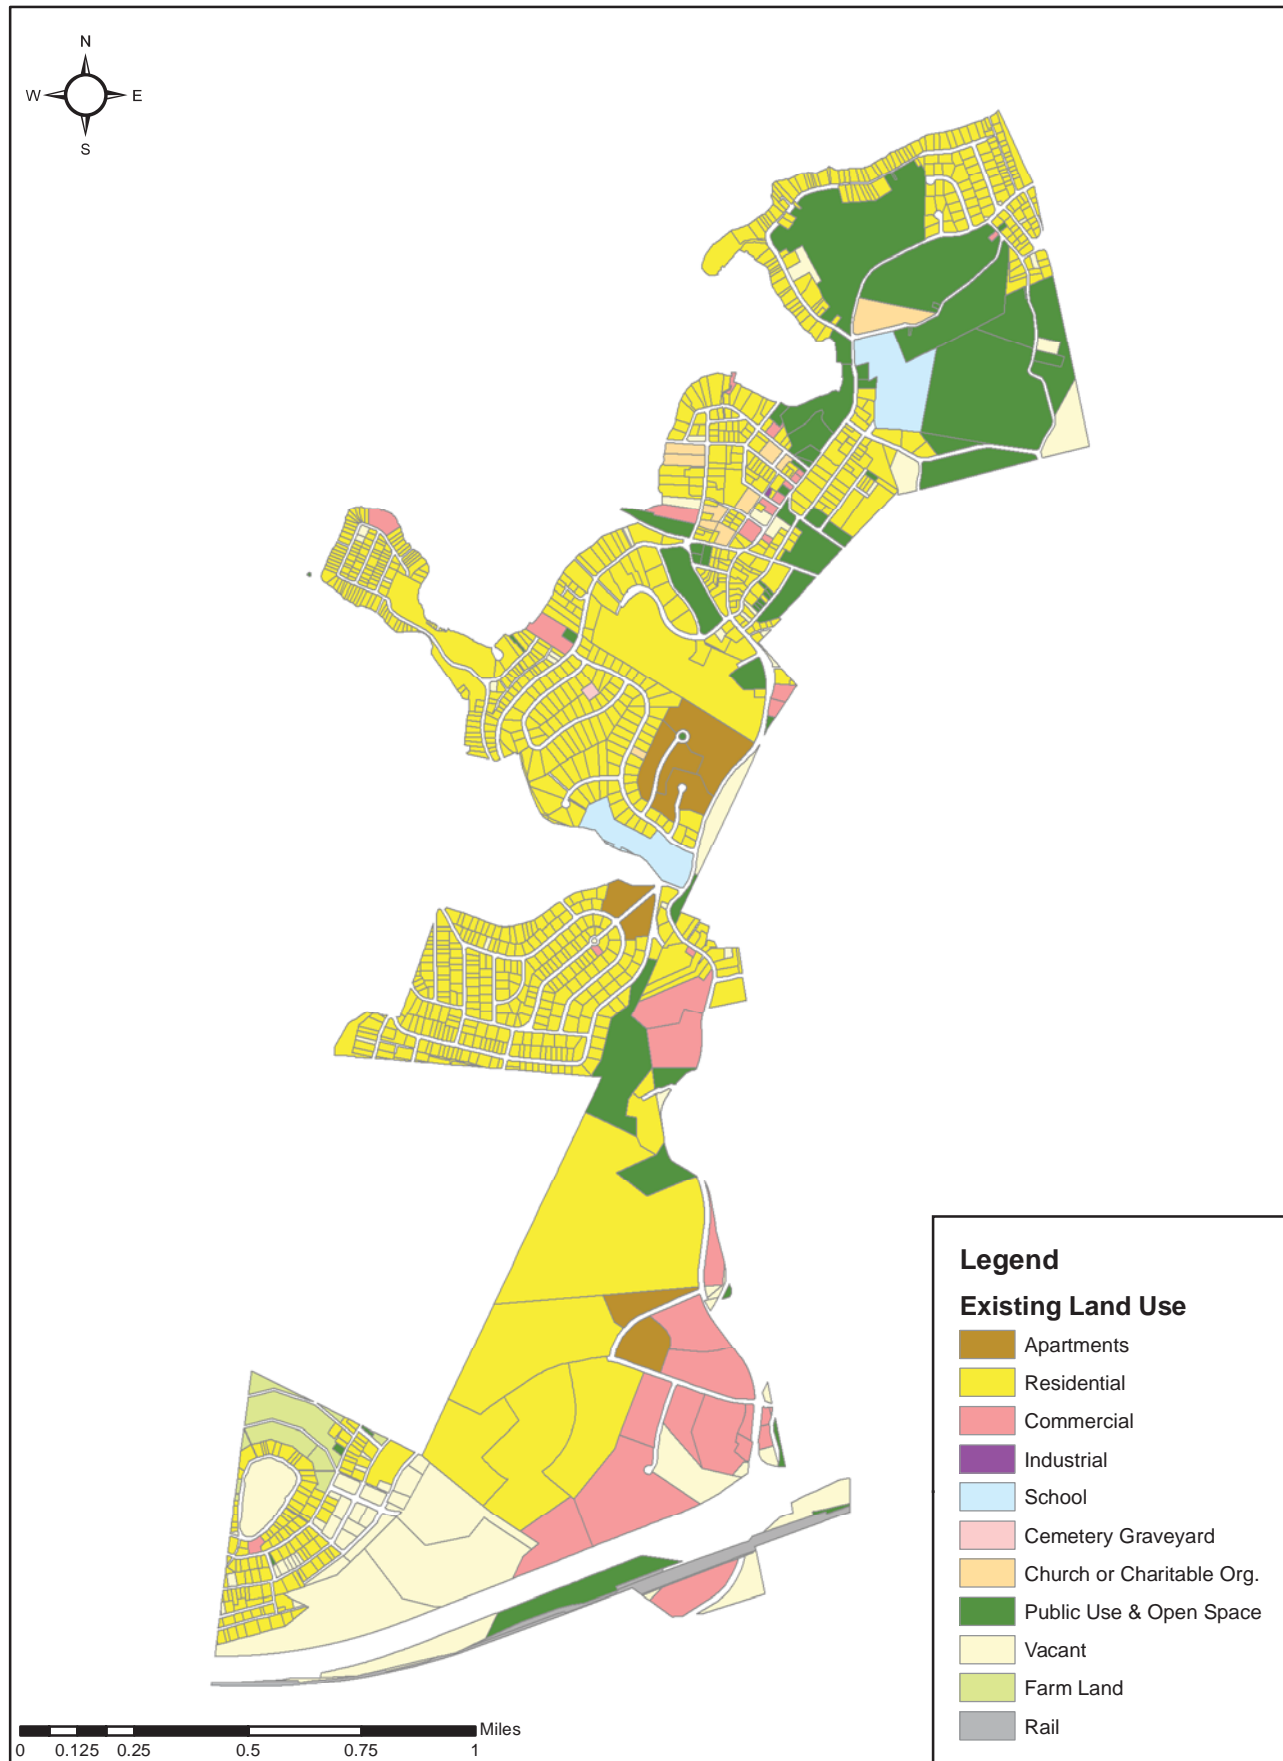 N
W E
S
Legend
Existing Land Use
Apartments
Residential
Commercial
Industrial
School
Cemetery Graveyard
Church or Charitable Org.
Public Use & Open Space
Vacant
Farm Land
Rail
Miles
0 0.125 0.25 0.5 0.75 1